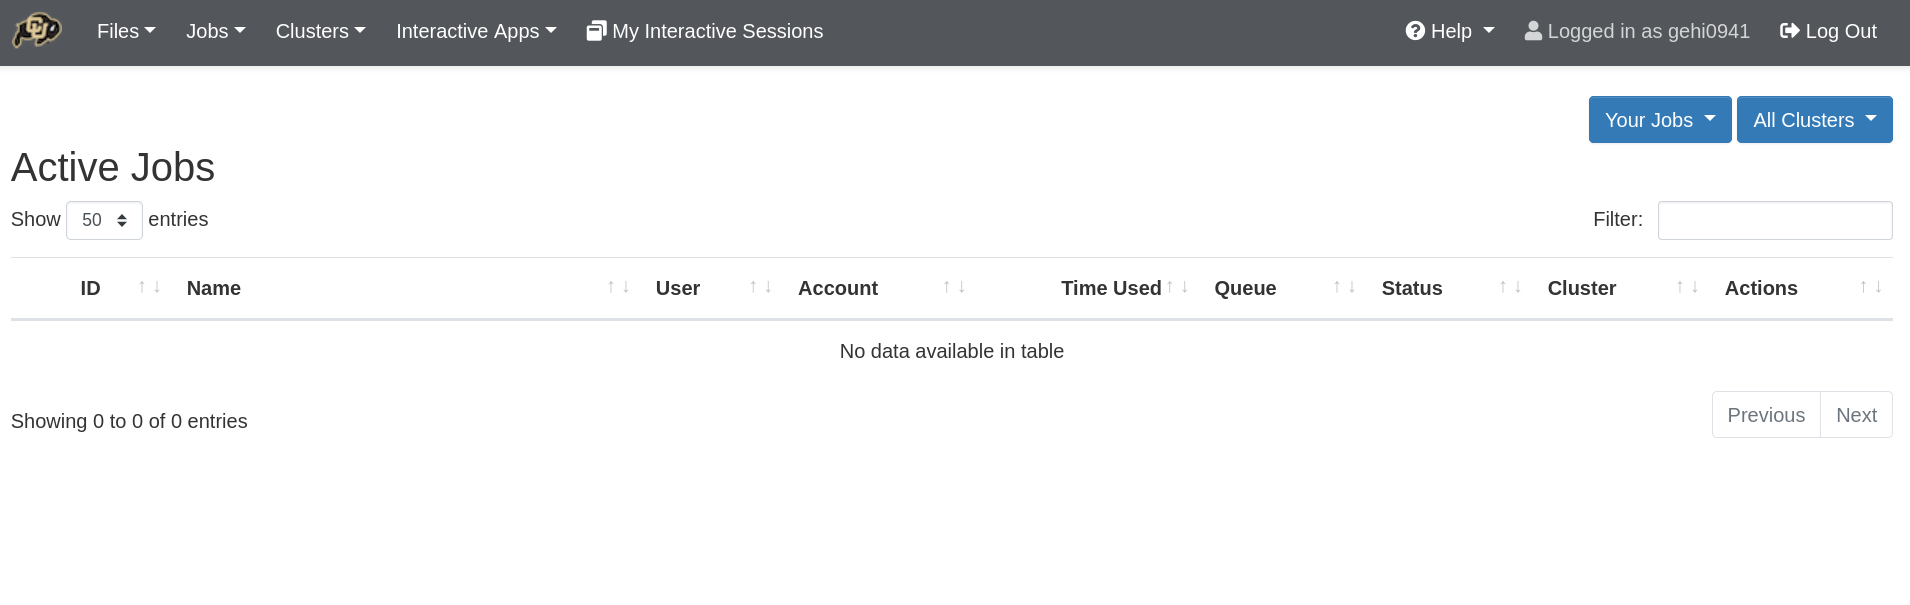 CU Files Jobs Clusters Interactive Apps My Interactive Sessions Help Logged in as gehi0941 Log Out
Your Jobs All Clusters
Active Jobs
Show 50 entries Filter:
ID Name User Account Time Used Queue Status Cluster Actions
No data available in table
Showing 0 to 0 of 0 entries Previous Next